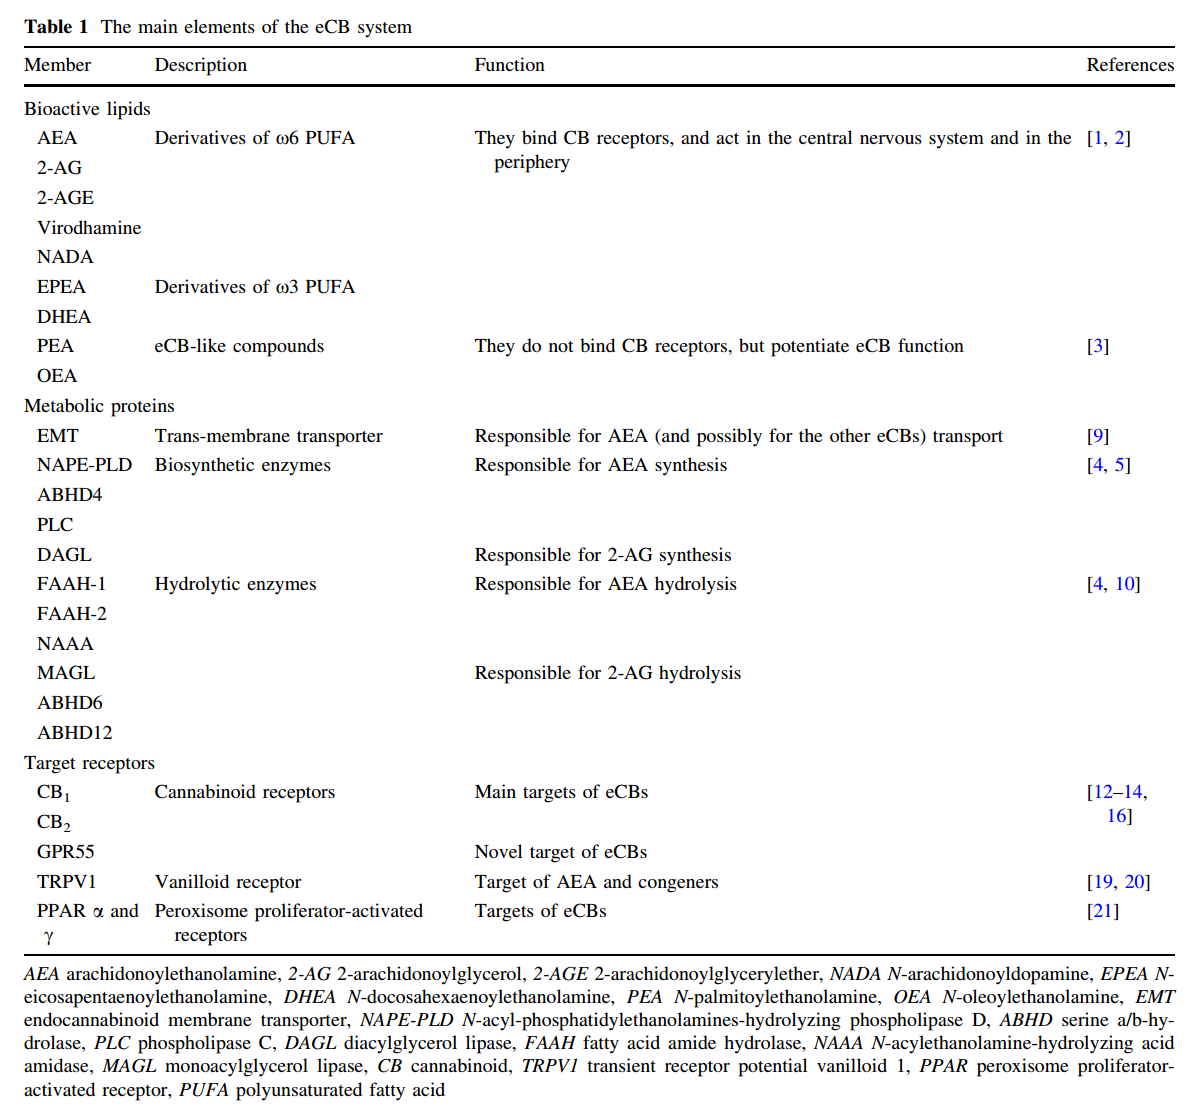 Table 1 The main elements of the eCB system
Member Description Function References
Bioactive lipids
AEA Derivatives of ω6 PUFA They bind CB receptors, and act in the central nervous system and in the [1, 2]
periphery
2-AG
2-AGE
Virodhamine
NADA
EPEA Derivatives of ω3 PUFA
DHEA
PEA eCB-like compounds They do not bind CB receptors, but potentiate eCB function [3]
OEA
Metabolic proteins
EMT Trans-membrane transporter Responsible for AEA (and possibly for the other eCBs) transport [9]
NAPE-PLD Biosynthetic enzymes Responsible for AEA synthesis [4, 5]
ABHD4
PLC
DAGL Responsible for 2-AG synthesis
FAAH-1 Hydrolytic enzymes Responsible for AEA hydrolysis [4, 10]
FAAH-2
NAAA
MAGL Responsible for 2-AG hydrolysis
ABHD6
ABHD12
Target receptors
CB₁ Cannabinoid receptors Main targets of eCBs [12–14,
16]
CB₂
GPR55 Novel target of eCBs
TRPV1 Vanilloid receptor Target of AEA and congeners [19, 20]
PPAR α and Peroxisome proliferator-activated Targets of eCBs [21]
γ receptors
AEA arachidonoylethanolamine, 2-AG 2-arachidonoylglycerol, 2-AGE 2-arachidonoylglycerylether, NADA N-arachidonoyldopamine, EPEA N-
eicosapentaenoylethanolamine, DHEA N-docosahexaenoylethanolamine, PEA N-palmitoylethanolamine, OEA N-oleoylethanolamine, EMT
endocannabinoid membrane transporter, NAPE-PLD N-acyl-phosphatidylethanolamines-hydrolyzing phospholipase D, ABHD serine a/b-hy-
drolase, PLC phospholipase C, DAGL diacylglycerol lipase, FAAH fatty acid amide hydrolase, NAAA N-acylethanolamine-hydrolyzing acid
amidase, MAGL monoacylglycerol lipase, CB cannabinoid, TRPV1 transient receptor potential vanilloid 1, PPAR peroxisome proliferator-
activated receptor, PUFA polyunsaturated fatty acid